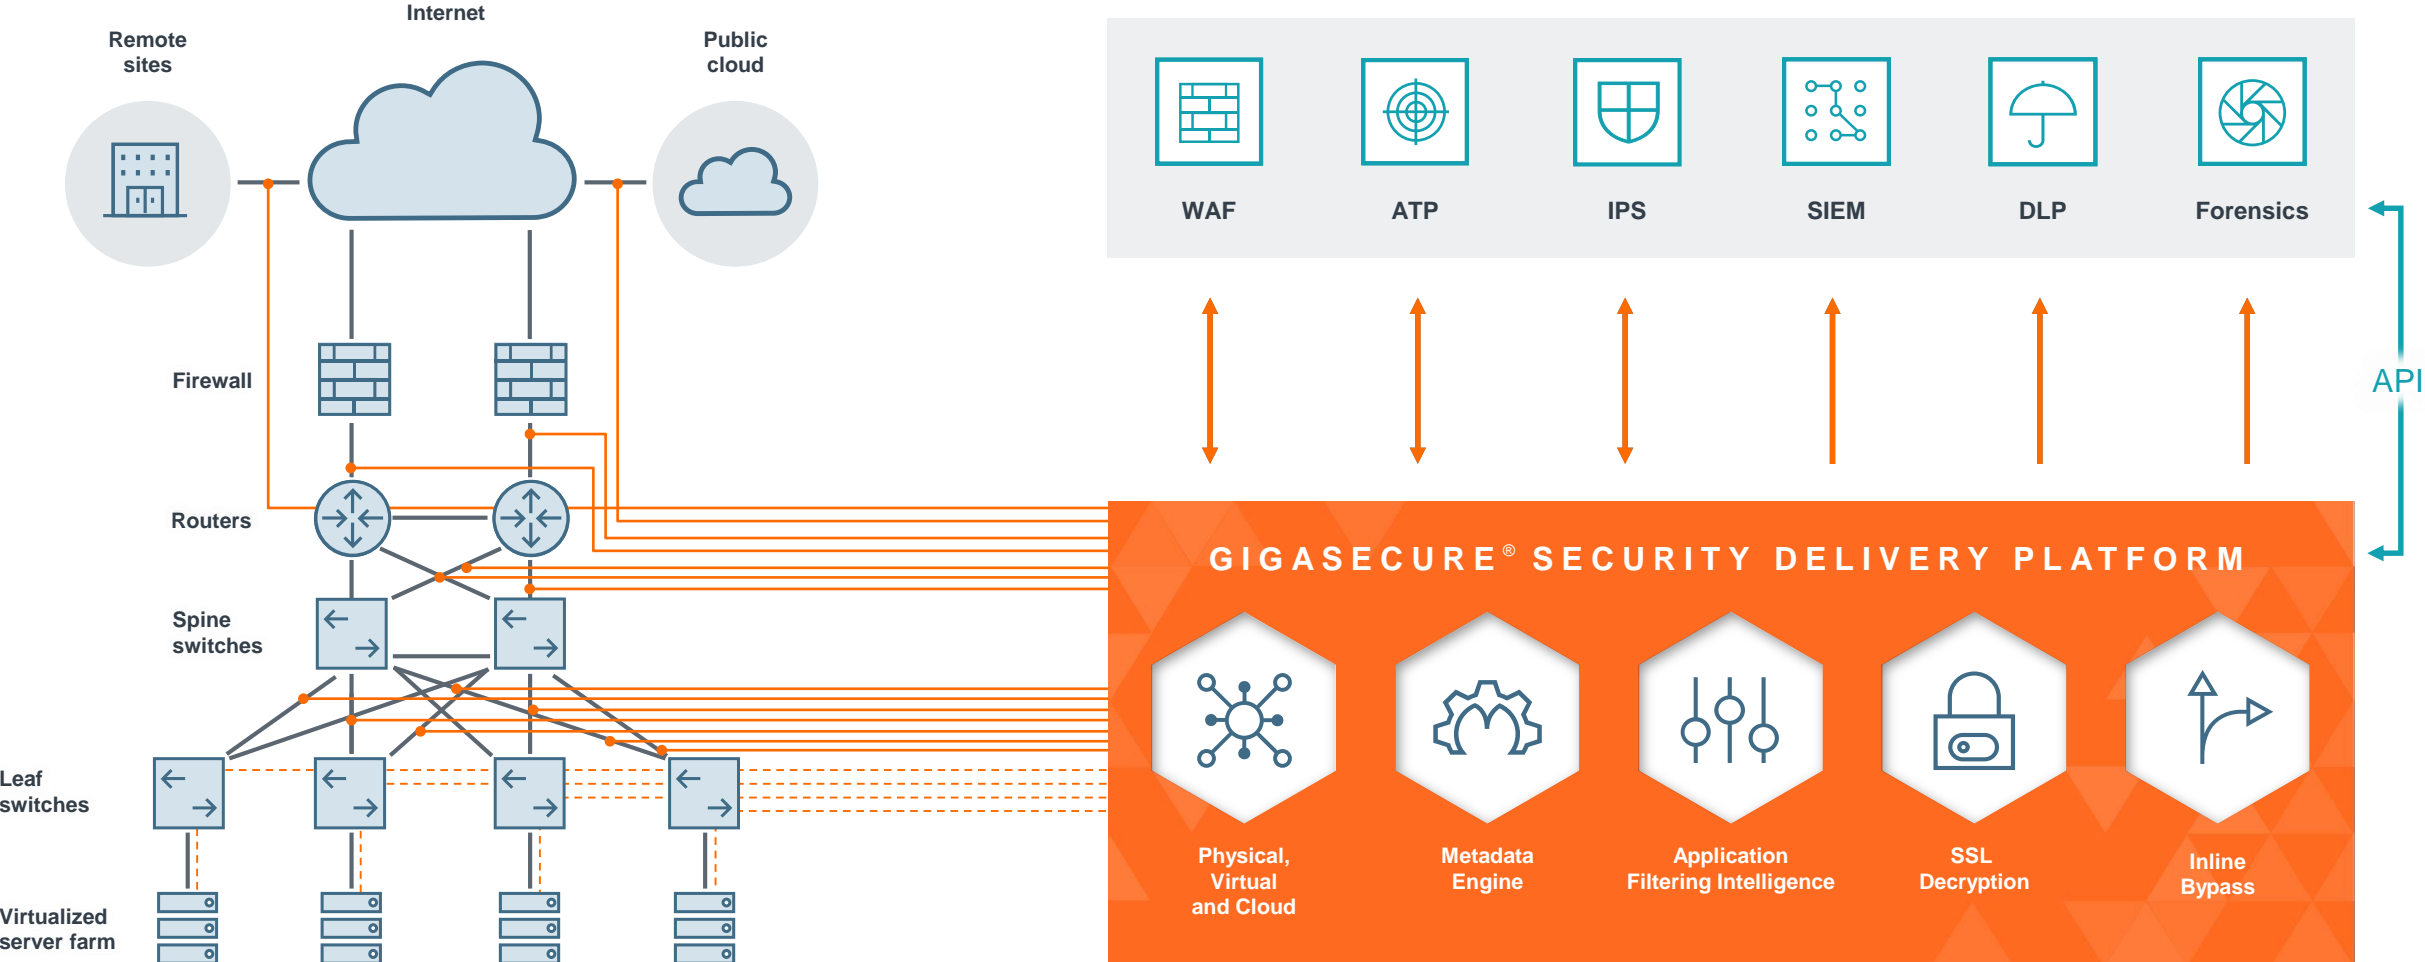 Internet
Remote
sites
Public
cloud
Firewall
Routers
Spine
switches
Leaf
switches
Virtualized
server farm
WAF
ATP
IPS
SIEM
DLP
Forensics
API
GIGASECURE® SECURITY DELIVERY PLATFORM
Physical,
Virtual
and Cloud
Metadata
Engine
Application
Filtering Intelligence
SSL
Decryption
Inline
Bypass